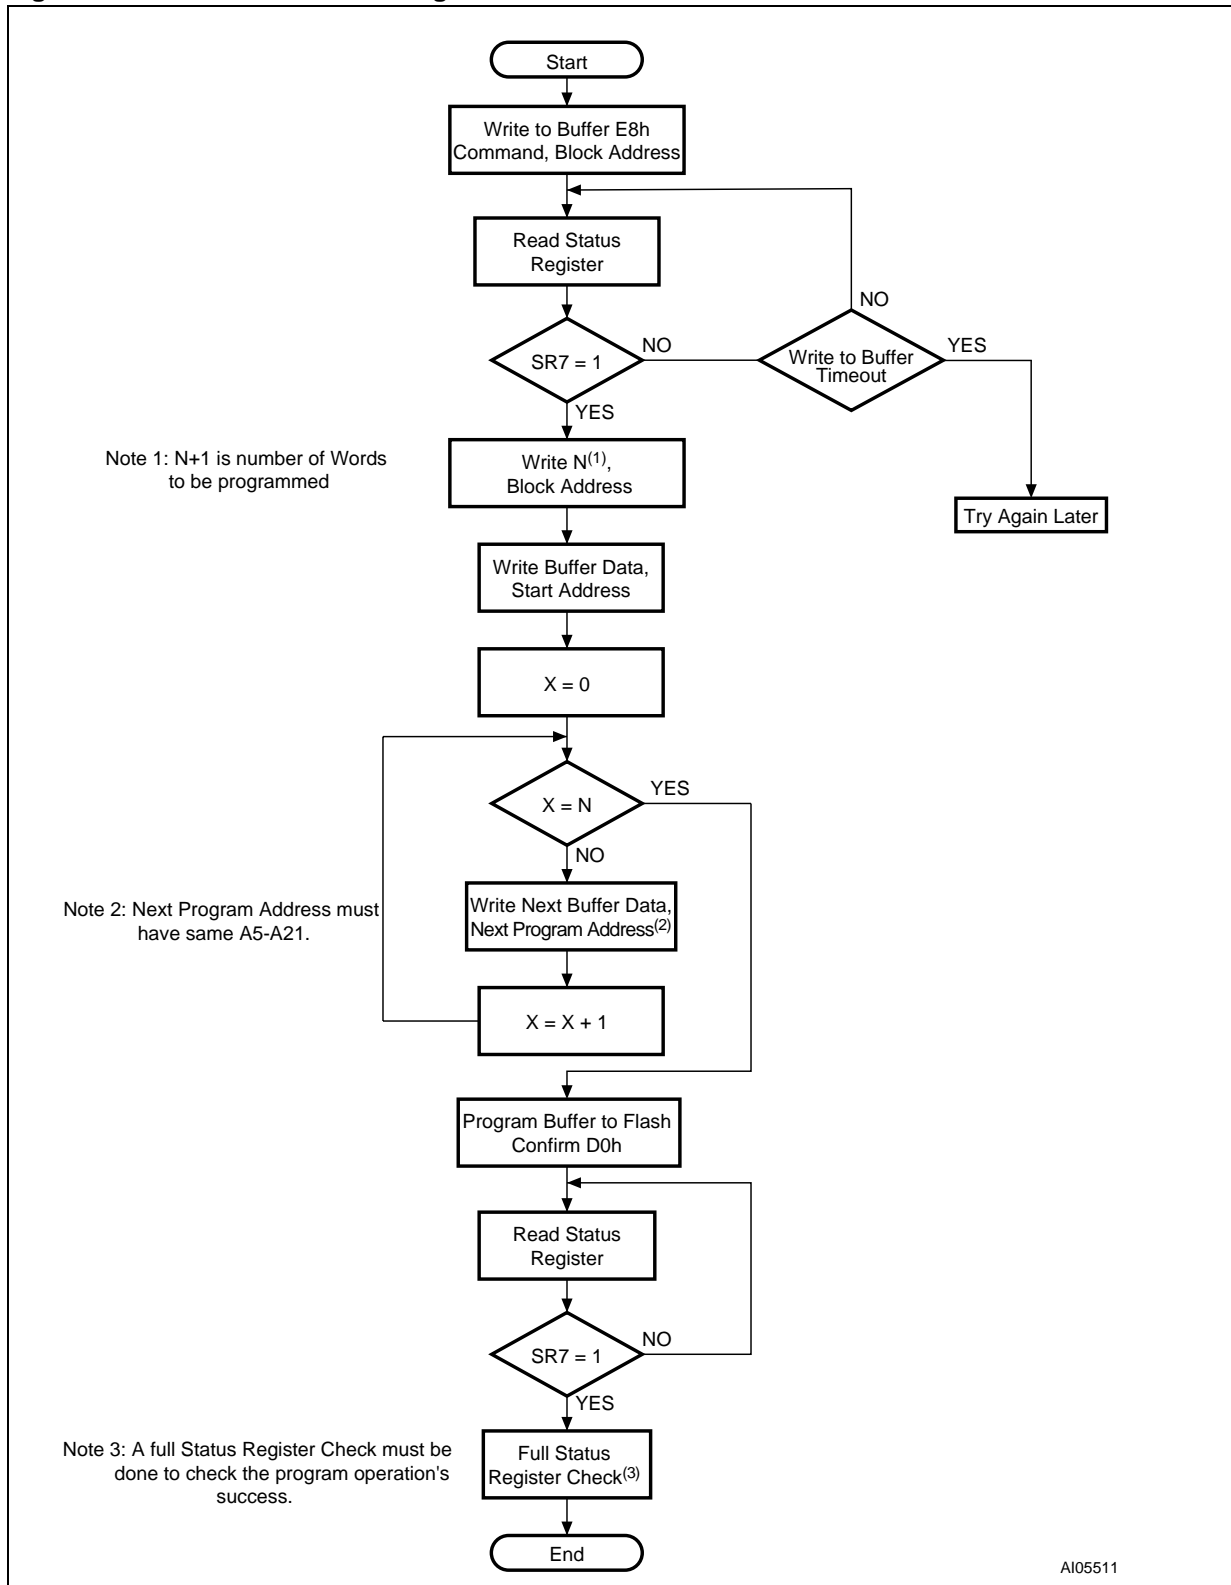 Start
Write to Buffer E8h
Command, Block Address
Read Status
Register
NO
SR7 = 1
NO
Write to Buffer
Timeout
YES
YES
Note 1: N+1 is number of Words
to be programmed
Write N(1),
Block Address
Try Again Later
Write Buffer Data,
Start Address
X = 0
X = N
YES
NO
Note 2: Next Program Address must
have same A5-A21.
Write Next Buffer Data,
Next Program Address(2)
X = X + 1
Program Buffer to Flash
Confirm D0h
Read Status
Register
SR7 = 1
NO
YES
Note 3: A full Status Register Check must be
done to check the program operation's
success.
Full Status
Register Check(3)
End
AI05511